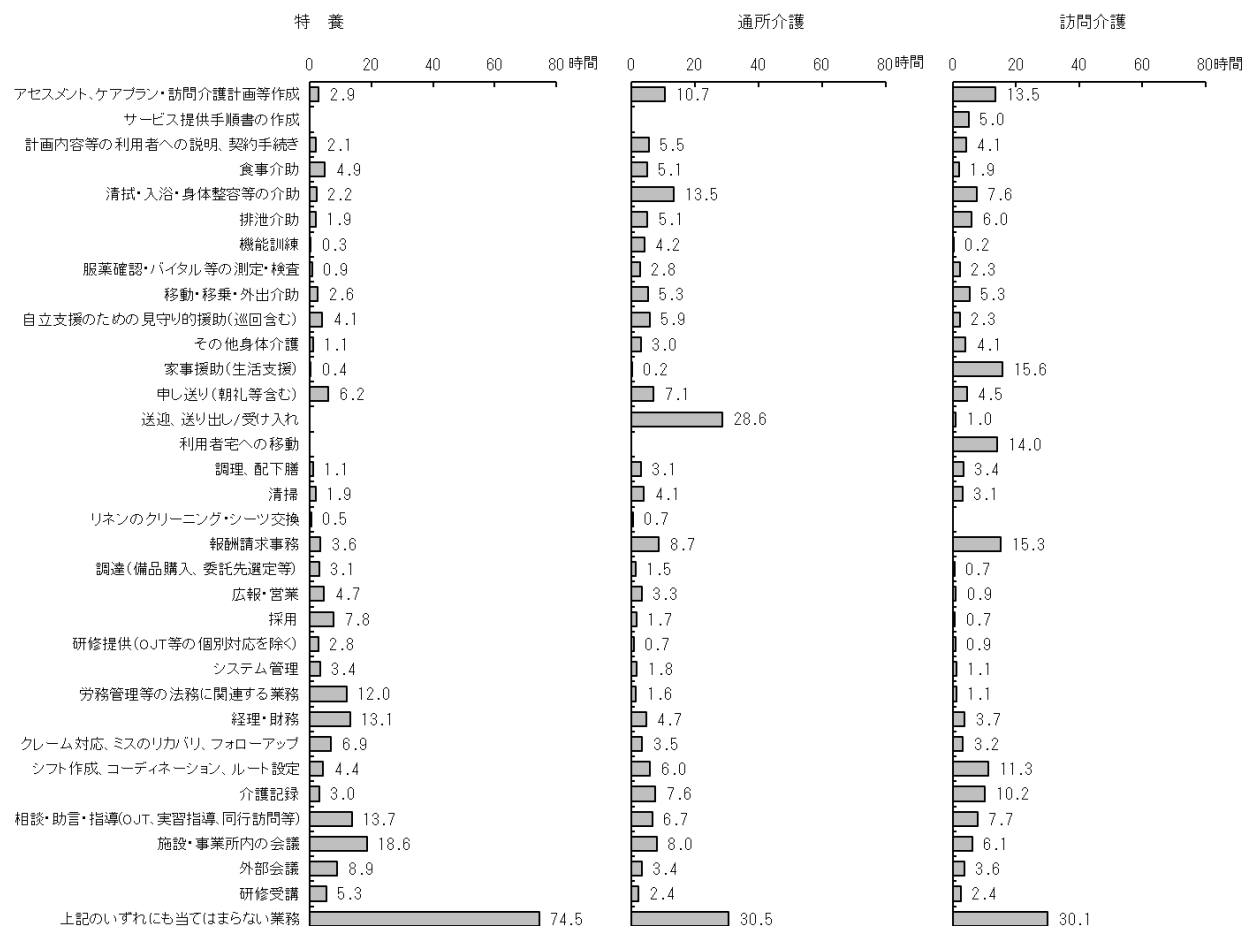 特　養 通所介護 訪問介護
0 20 40 60 80 時間 0 20 40 60 80 時間 0 20 40 60 80 時間
アセスメント、ケアプラン・訪問介護計画等作成 2.9 10.7 13.5
サービス提供手順書の作成 5.0
計画内容等の利用者への説明、契約手続き 2.1 5.5 4.1
食事介助 4.9 5.1 1.9
清拭・入浴・身体整容等の介助 2.2 13.5 7.6
排泄介助 1.9 5.1 6.0
機能訓練 0.3 4.2 0.2
服薬確認・バイタル等の測定・検査 0.9 2.8 2.3
移動・移乗・外出介助 2.6 5.3 5.3
自立支援のための見守り的援助(巡回含む) 4.1 5.9 2.3
その他身体介護 1.1 3.0 4.1
家事援助(生活支援) 0.4 0.2 15.6
申し送り(朝礼等含む) 6.2 7.1 4.5
送迎、送り出し/受け入れ 28.6 1.0
利用者宅への移動 14.0
調理、配下膳 1.1 3.1 3.4
清掃 1.9 4.1 3.1
リネンのクリーニング・シーツ交換 0.5 0.7
報酬請求事務 3.6 8.7 15.3
調達(備品購入、委託先選定等) 3.1 1.5 0.7
広報・営業 4.7 3.3 0.9
採用 7.8 1.7 0.7
研修提供(OJT等の個別対応を除く) 2.8 0.7 0.9
システム管理 3.4 1.8 1.1
労務管理等の法務に関連する業務 12.0 1.6 1.1
経理・財務 13.1 4.7 3.7
クレーム対応、ミスのリカバリ、フォローアップ 6.9 3.5 3.2
シフト作成、コーディネーション、ルート設定 4.4 6.0 11.3
介護記録 3.0 7.6 10.2
相談・助言・指導(OJT、実習指導、同行訪問等) 13.7 6.7 7.7
施設・事業所内の会議 18.6 8.0 6.1
外部会議 8.9 3.4 3.6
研修受講 5.3 2.4 2.4
上記のいずれにも当てはまらない業務 74.5 30.5 30.1